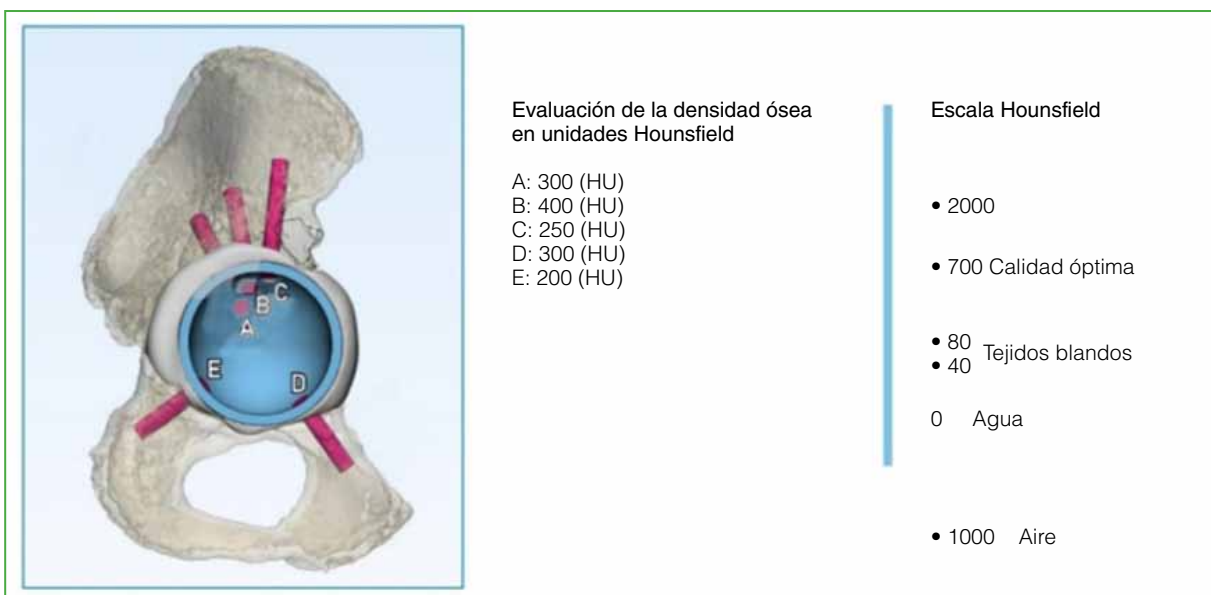 Evaluación de la densidad ósea
en unidades Hounsfield
A: 300 (HU)
B: 400 (HU)
C: 250 (HU)
D: 300 (HU)
E: 200 (HU)
Escala Hounsfield
• 2000
• 700 Calidad óptima
• 80
• 40
Tejidos blandos
0 Agua
• 1000 Aire
C
B
A
E
D